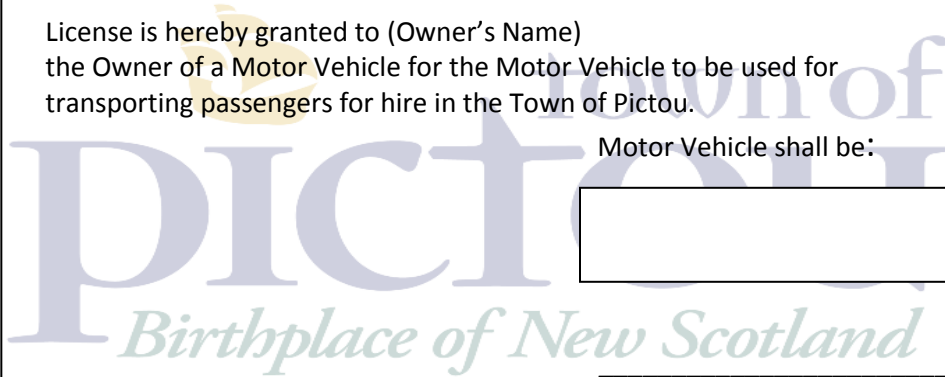 License is hereby granted to (Owner’s Name)
the Owner of a Motor Vehicle for the Motor Vehicle to be used for
transporting passengers for hire in the Town of Pictou.
Motor Vehicle shall be:
town of
pictou
Birthplace of New Scotland